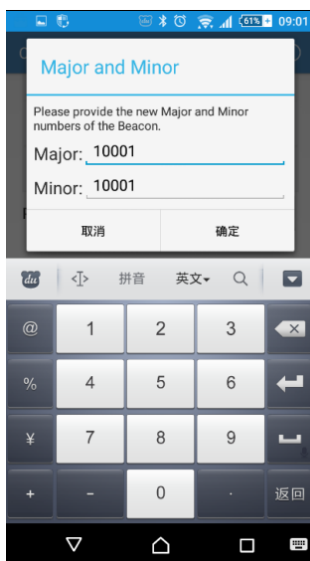 61% 09:01
Major and Minor
Please provide the new Major and Minor
numbers of the Beacon.
Major: 10001
Minor: 10001
取消 确定
du 拼音 英文
@ 1 2 3
% 4 5 6
¥ 7 8 9
+ - 0 . 返回